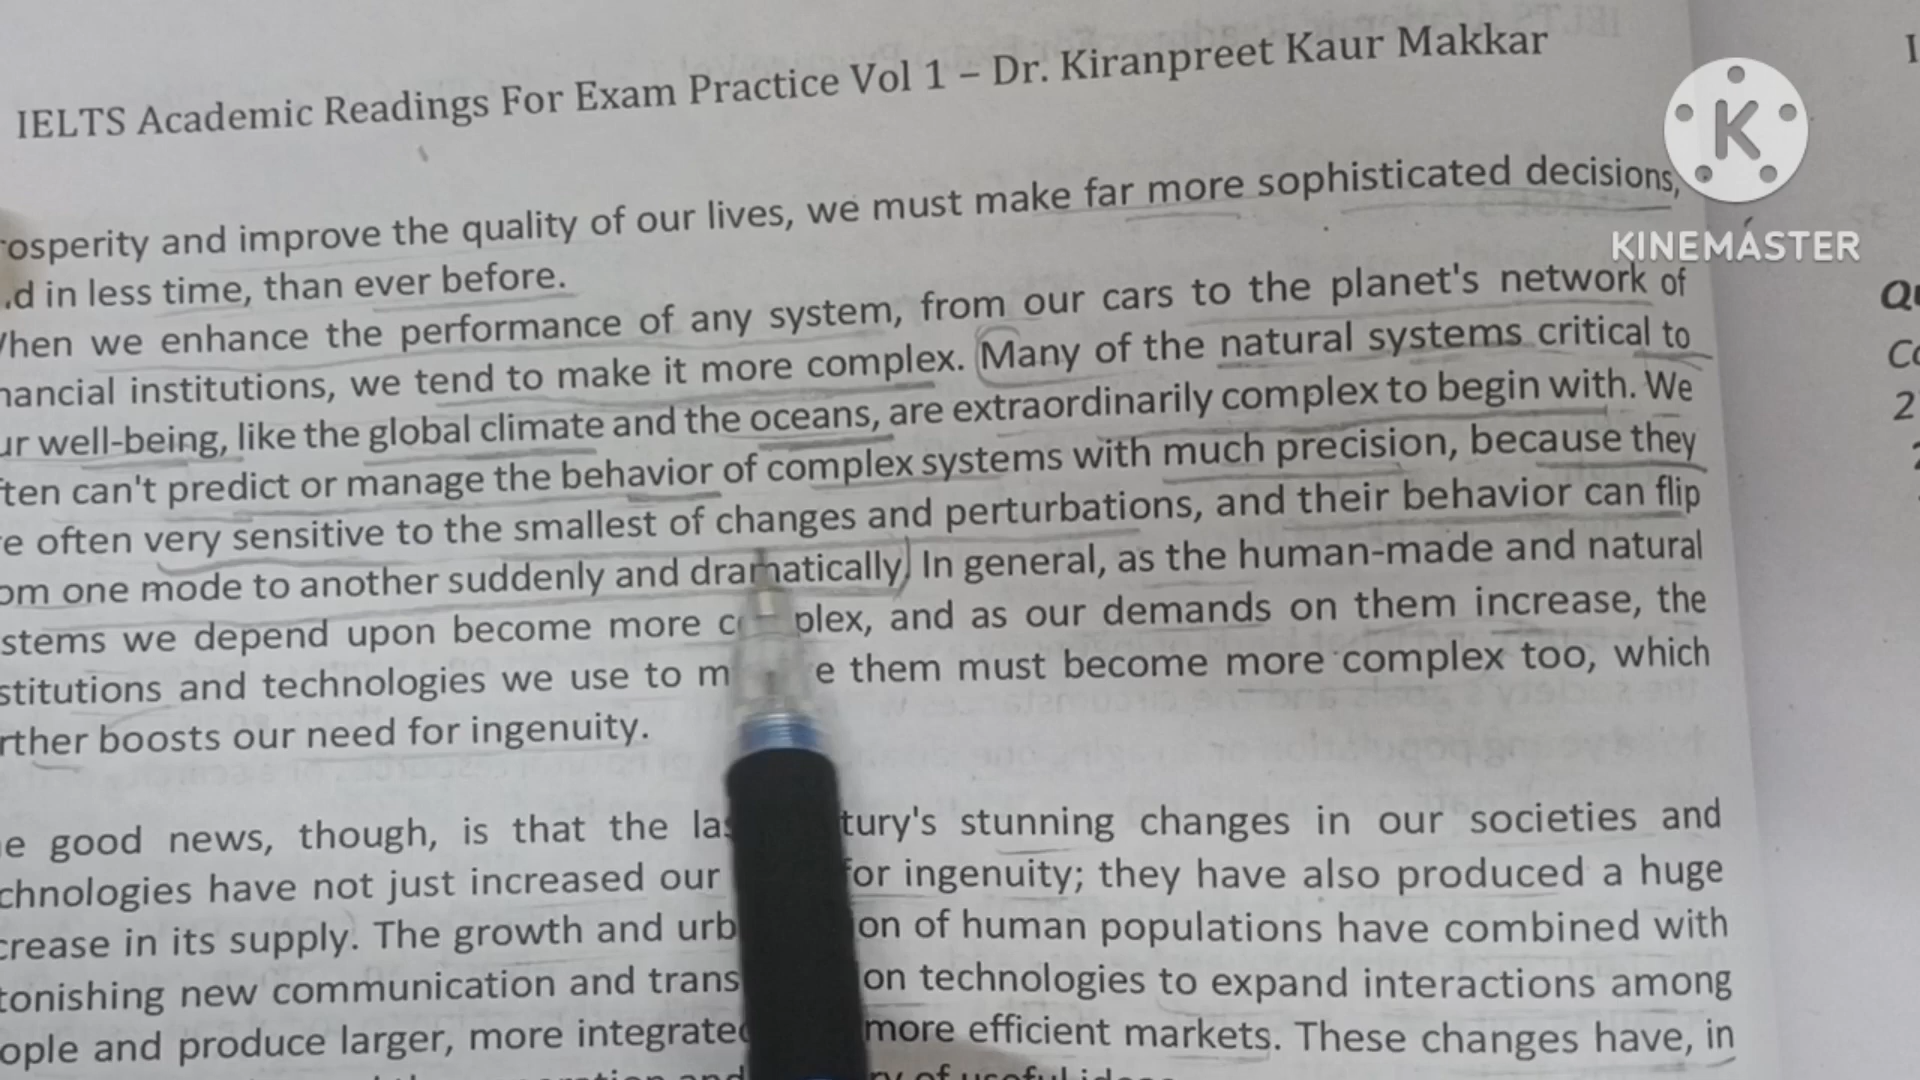 IELTS Academic Readings For Exam Practice Vol 1 – Dr. Kiranpreet Kaur Makkar
K
KINEMASTER
rosperity and improve the quality of our lives, we must make far more sophisticated decisions,
d in less time, than ever before.
hen we enhance the performance of any system, from our cars to the planet's network of
nancial institutions, we tend to make it more complex. Many of the natural systems critical to
ur well-being, like the global climate and the oceans, are extraordinarily complex to begin with. We
ten can't predict or manage the behavior of complex systems with much precision, because they
e often very sensitive to the smallest of changes and perturbations, and their behavior can flip
om one mode to another suddenly and dramatically. In general, as the human-made and natural
stems we depend upon become more c plex, and as our demands on them increase, the
stitutions and technologies we use to m e them must become more complex too, which
rther boosts our need for ingenuity.
e good news, though, is that the las tury's stunning changes in our societies and
chnologies have not just increased our for ingenuity; they have also produced a huge
crease in its supply. The growth and urb on of human populations have combined with
tonishing new communication and trans on technologies to expand interactions among
ople and produce larger, more integrated more efficient markets. These changes have, in
of useful
I
Qu
Co
2